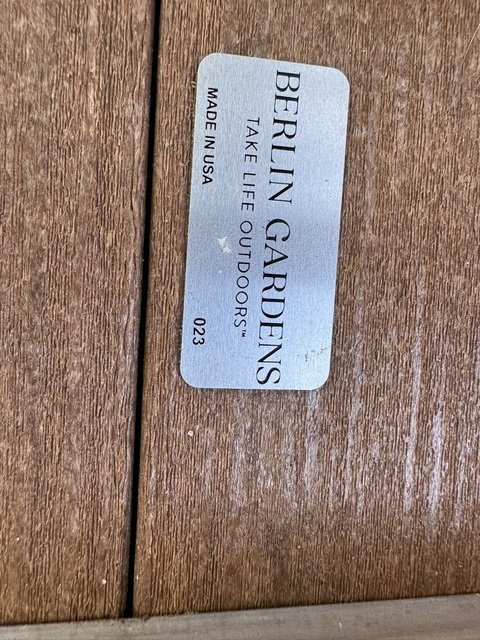 BERLIN GARDENS
TAKE LIFE OUTDOORS™
MADE IN USA 023